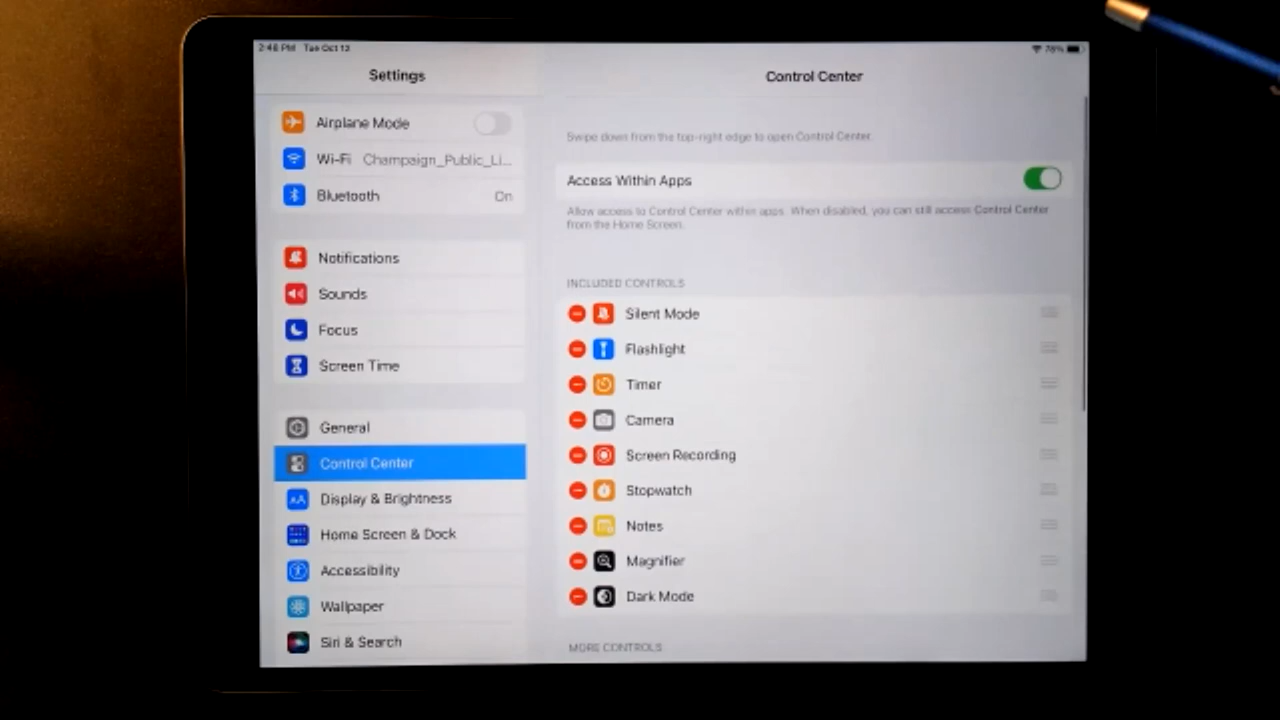 2:48 PM Tue Oct 12
78%
Settings
Airplane Mode
Wi-Fi Champaign_Public_Li...
Bluetooth On
Notifications
Sounds
Focus
Screen Time
General
Control Center
Display & Brightness
Home Screen & Dock
Accessibility
Wallpaper
Siri & Search
Control Center
Swipe down from the top-right edge to open Control Center.
Access Within Apps
Allow access to Control Center within apps. When disabled, you can still access Control Center
from the Home Screen.
INCLUDED CONTROLS
Silent Mode
Flashlight
Timer
Camera
Screen Recording
Stopwatch
Notes
Magnifier
Dark Mode
MORE CONTROLS